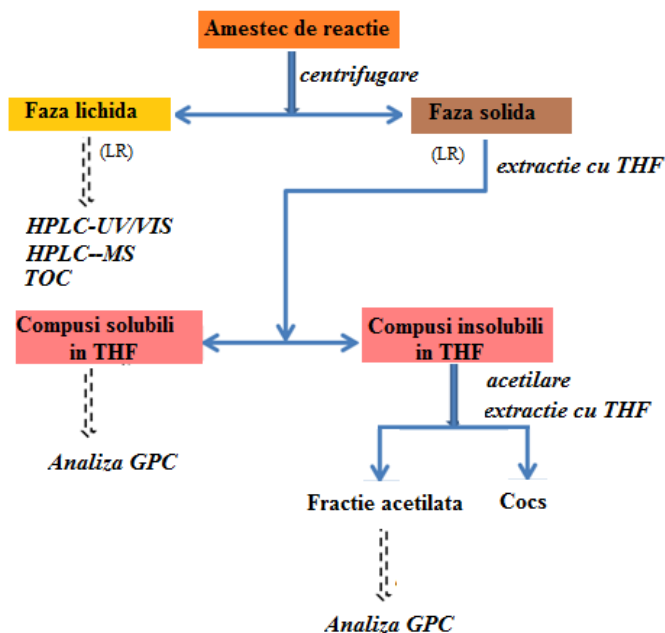 Amestec de reactie
centrifugare
Faza lichida
Faza solida
(LR)
(LR)
extractie cu THF
HPLC-UV/VIS
HPLC--MS
TOC
Compusi solubili
in THF
Compusi insolubili
in THF
acetilare
extractie cu THF
Analiza GPC
Fractie acetilata
Cocs
Analiza GPC